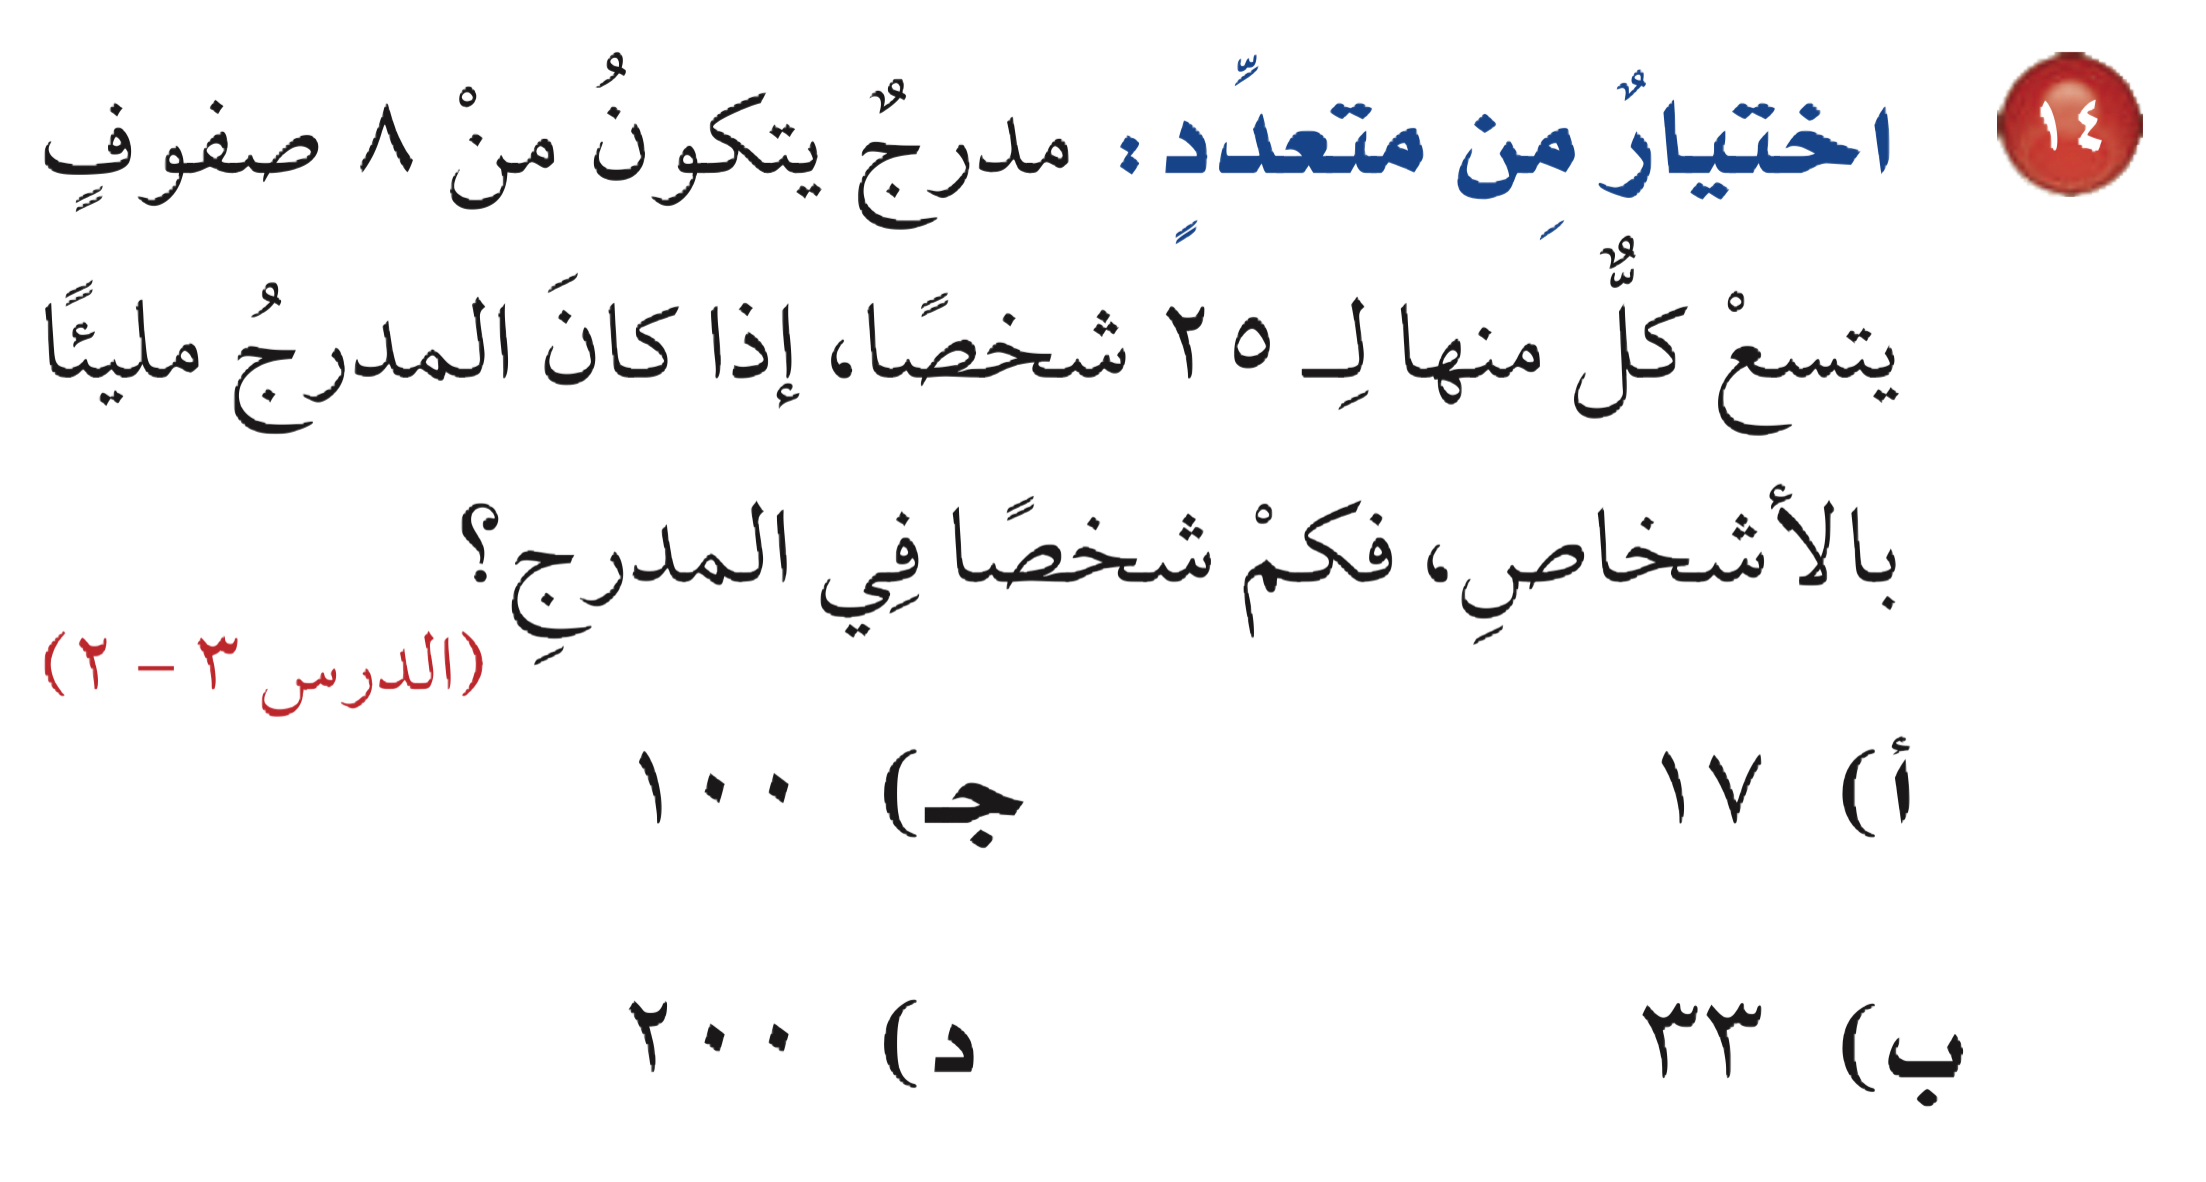 ١٤ اختيارٌ مِن متعدِّدٍ: مدرجٌ يتكونُ منْ ٨ صفوفٍ
يتسعْ كلٌّ منها لِـ ٢٥ شخصًا، إذا كانَ المدرجُ مليئًا
بالأشخاصِ، فكمْ شخصًا فِي المدرجِ؟
(الدرس ٣ – ٢)
أ) ١٧ جـ) ١٠٠
ب) ٣٣ د) ٢٠٠